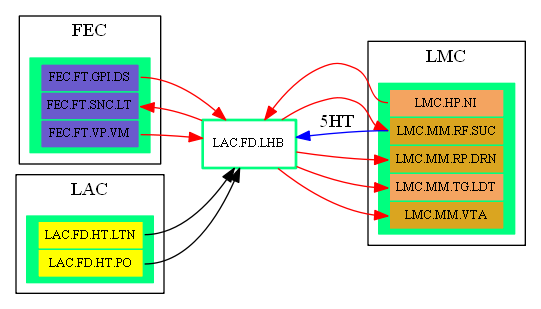 FEC
FEC.FT.GPI.DS
FEC.FT.SNC.LT
FEC.FT.VP.VM
LAC
LAC.FD.HT.LTN
LAC.FD.HT.PO
LAC.FD.LHB
5HT
LMC
LMC.HP.NI
LMC.MM.RF.SUC
LMC.MM.RP.DRN
LMC.MM.TG.LDT
LMC.MM.VTA